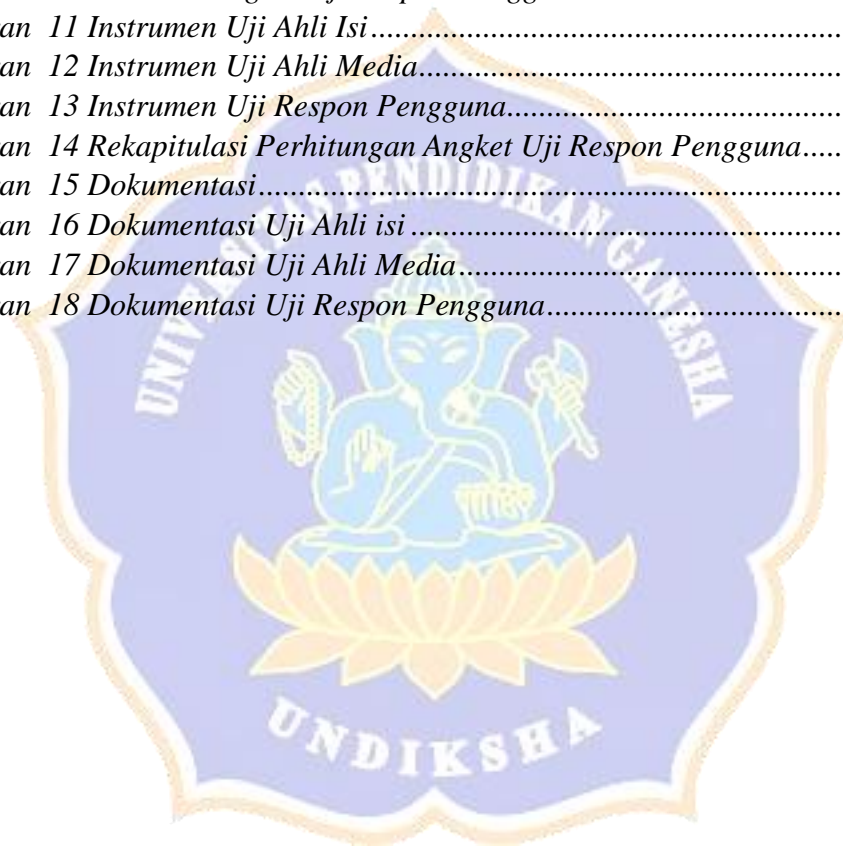 an 11 Instrumen Uji Ahli Isi........................................................................
an 12 Instrumen Uji Ahli Media..................................................................
an 13 Instrumen Uji Respon Pengguna.......................................................
an 14 Rekapitulasi Perhitungan Angket Uji Respon Pengguna.....
an 15 Dokumentasi......................................................................................
an 16 Dokumentasi Uji Ahli isi...................................................................
an 17 Dokumentasi Uji Ahli Media.............................................................
an 18 Dokumentasi Uji Respon Pengguna..................................................
UNIVERSITAS PENDIDIKAN GANESHA
UNDIKSHA